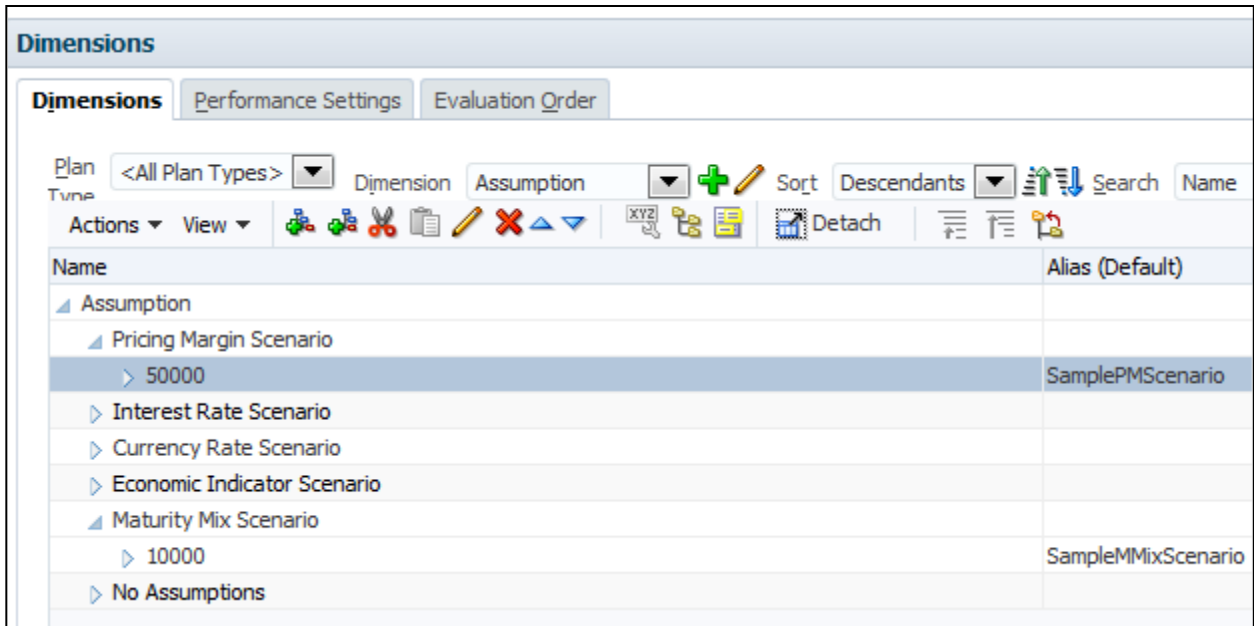 Dimensions
Dimensions Performance Settings Evaluation Order
Plan Type <All Plan Types> Dimension Assumption Sort Descendants Search Name
Actions View XYZ Detach
Name Alias (Default)
Assumption
Pricing Margin Scenario
50000 SamplePMScenario
Interest Rate Scenario
Currency Rate Scenario
Economic Indicator Scenario
Maturity Mix Scenario
10000 SampleMMixScenario
No Assumptions